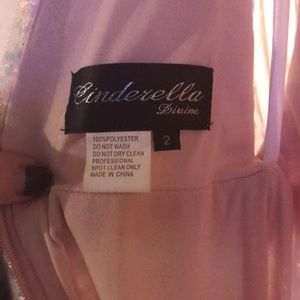 Cinderella
Divine
2
100%POLYESTER
DO NOT WASH
DO NOT DRY CLEAN
PROFESSIONAL
SPOT CLEAN ONLY
MADE IN CHINA